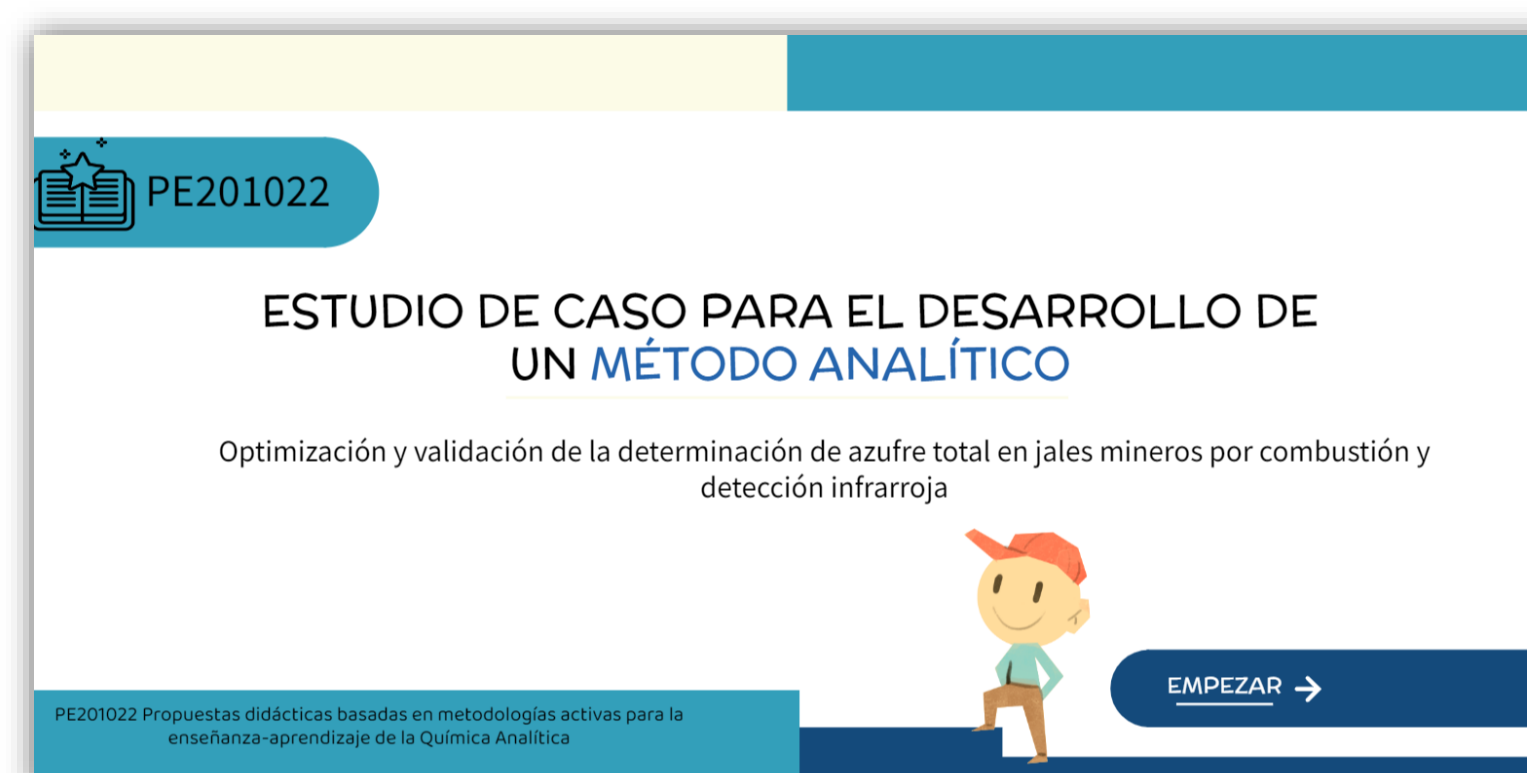 PE201022
ESTUDIO DE CASO PARA EL DESARROLLO DE
UN MÉTODO ANALÍTICO
Optimización y validación de la determinación de azufre total en jales mineros por combustión y
detección infrarroja
EMPEZAR
PE201022 Propuestas didácticas basadas en metodologías activas para la
enseñanza-aprendizaje de la Química Analítica